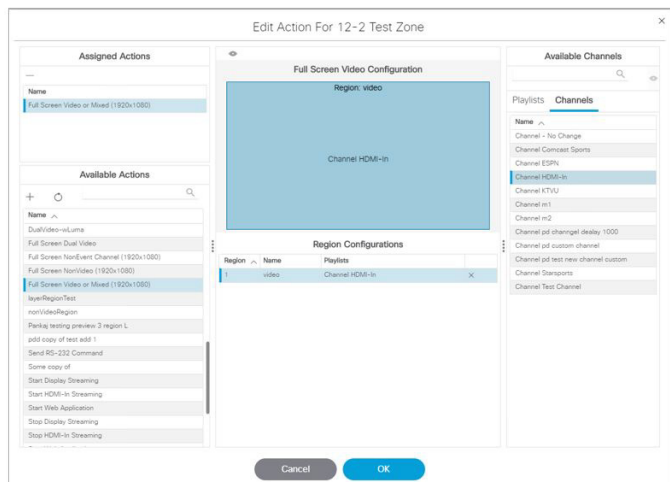 Edit Action For 12-2 Test Zone
Assigned Actions
Name
Full Screen Video or Mixed (1920x1080)
Available Actions
Name
DualVideo-wLuma
Full Screen Dual Video
Full Screen NonEvent Channel (1920x1080)
Full Screen NonVideo (1920x1080)
Full Screen Video or Mixed (1920x1080)
layerRegionTest
nonVideoRegion
Pankaj testing preview 3 region L
pdd copy of test add 1
Send RS-232 Command
Some copy of
Start Display Streaming
Start HDMI-In Streaming
Start Web Application
Stop Display Streaming
Stop HDMI-In Streaming
Full Screen Video Configuration
Region: video
Channel HDMI-In
Region Configurations
Region Name Playlists
1 video Channel HDMI-In
Available Channels
Playlists Channels
Name
Channel - No Change
Channel Comcast Sports
Channel ESPN
Channel HDMI-In
Channel KTVU
Channel m1
Channel m2
Channel pd channgel dealay 1000
Channel pd custom channel
Channel pd test new channel custom
Channel Starsports
Channel Test Channel
Cancel OK